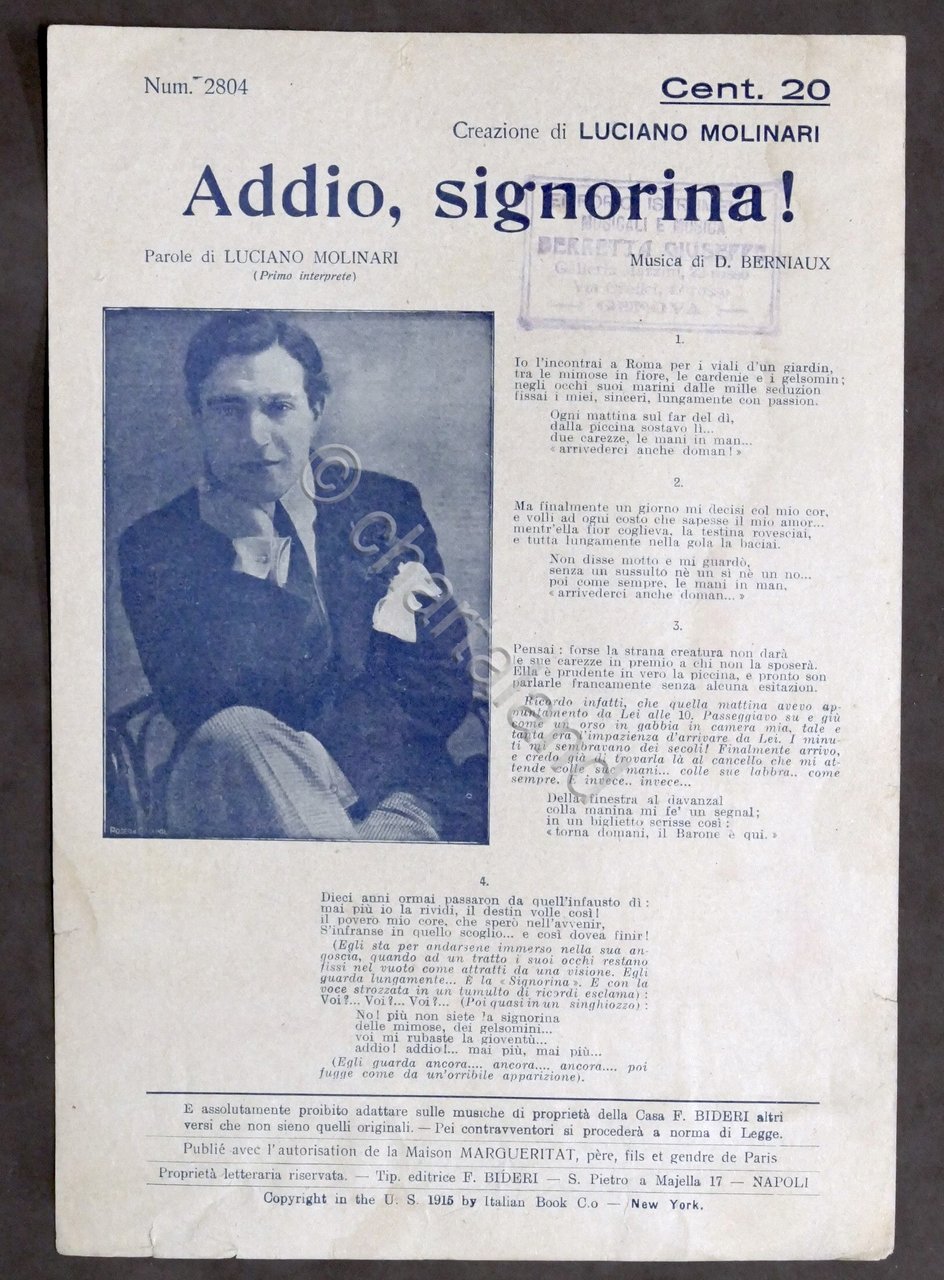 Num. 2804
Cent. 20
Creazione di LUCIANO MOLINARI
Addio, signorina!
Parole di LUCIANO MOLINARI
(Primo interprete)
Musica di D. BERNIAUX
MUSICALI E MUSICA
BERRETTA GIUSEPPE
GENOVA
1.
Io l'incontrai a Roma per i viali d'un giardin,
tra le mimose in fiore, le cardenie e i gelsomin;
negli occhi suoi marini dalle mille seduzion
fissai i miei, sinceri, lungamente con passion.
Ogni mattina sul far del dì,
dalla piccina sostavo lì...
due carezze, le mani in man...
« arrivederci anche doman! »
2.
Ma finalmente un giorno mi decisi col mio cor,
e volli ad ogni costo che sapesse il mio amor...
mentr'ella fior coglieva, la testina rovesciai,
e tutta lungamente nella gola la baciai.
Non disse motto e mi guardò,
senza un sussulto nè un sì nè un no...
poi come sempre, le mani in man,
« arrivederci anche doman... »
3.
Pensai : forse la strana creatura non darà
le sue carezze in premio a chi non la sposerà.
Ella è prudente in vero la piccina, e pronto son
parlarle francamente senza alcuna esitazion.
Ricordo infatti, che quella mattina avevo ap-
puntamento da Lei alle 10. Passeggiavo su e giù
come un orso in gabbia in camera mia, tale e
tanta era l'impazienza d'arrivare da Lei. I minu-
ti mi sembravano dei secoli! Finalmente arrivo,
e credo già di trovarla là al cancello che mi at-
tende colle sue mani... colle sue labbra.. come
sempre. E invece.. invece...
Della finestra al davanzal
colla manina mi fe' un segnal;
in un biglietto scrisse così :
« torna domani, il Barone è qui. »
4.
Dieci anni ormai passaron da quell'infausto dì :
mai più io la rividi, il destin volle così!
il povero mio core, che sperò nell'avvenir,
S'infranse in quello scoglio... e così dovea finir!
(Egli sta per andarsene immerso nella sua an-
goscia, quando ad un tratto i suoi occhi restano
fissi nel vuoto come attratti da una visione. Egli
guarda lungamente... È la « Signorina ». E con la
voce strozzata in un tumulto di ricordi esclama) :
Voi?... Voi?... Voi?... (Poi quasi in un singhiozzo) :
No! più non siete la signorina
delle mimose, dei gelsomini...
voi mi rubaste la gioventù...
addio! addio!... mai più, mai più...
(Egli guarda ancora.... ancora.... ancora.... poi
fugge come da un'orribile apparizione).
E assolutamente proibito adattare sulle musiche di proprietà della Casa F. BIDERI altri
versi che non sieno quelli originali. — Pei contravventori si procederà a norma di Legge.
Publié avec l'autorisation de la Maison MARGUERITAT, père, fils et gendre de Paris
Proprietà letteraria riservata. — Tip. editrice F. BIDERI — S. Pietro a Majella 17 — NAPOLI
Copyright in the U. S. 1915 by Italian Book C.o — New York.
© chartamo